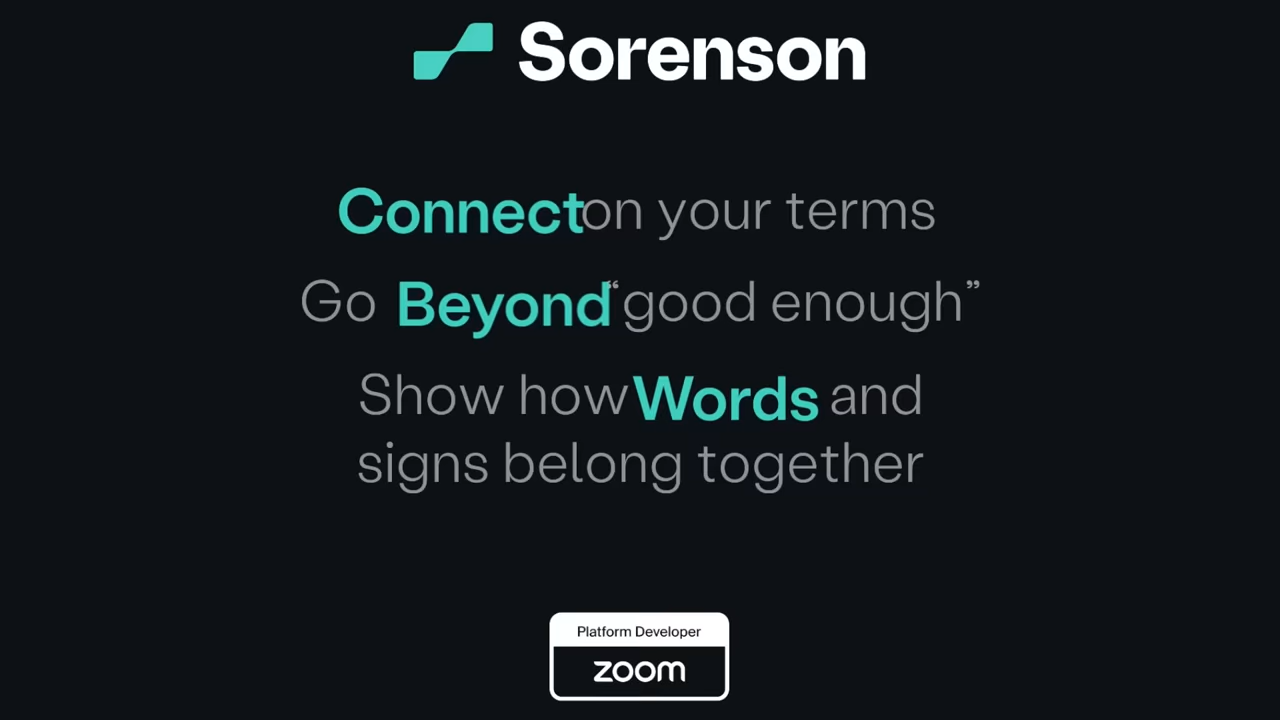 Sorenson
Connect on your terms
Go Beyond “good enough”
Show how Words and
signs belong together
Platform Developer
zoom